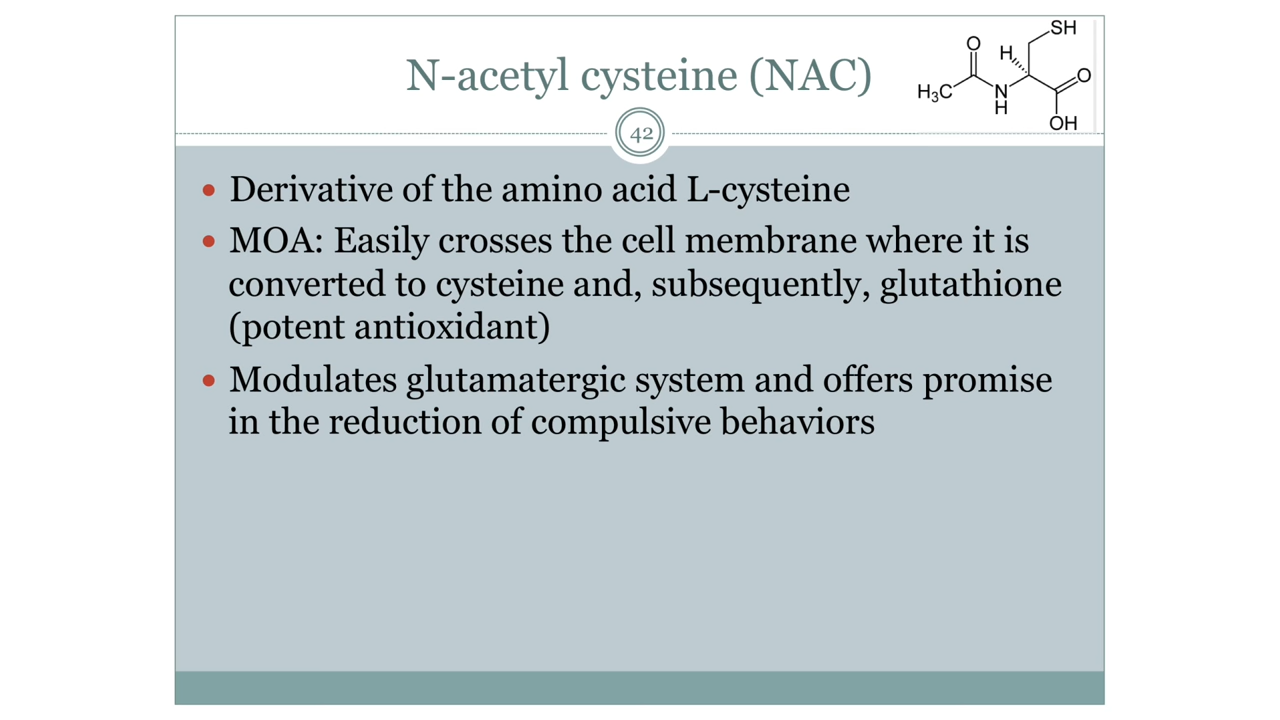 N-acetyl cysteine (NAC)
SH
O
H
O
H3C
N
H
OH
42
• Derivative of the amino acid L-cysteine
• MOA: Easily crosses the cell membrane where it is
converted to cysteine and, subsequently, glutathione
(potent antioxidant)
• Modulates glutamatergic system and offers promise
in the reduction of compulsive behaviors